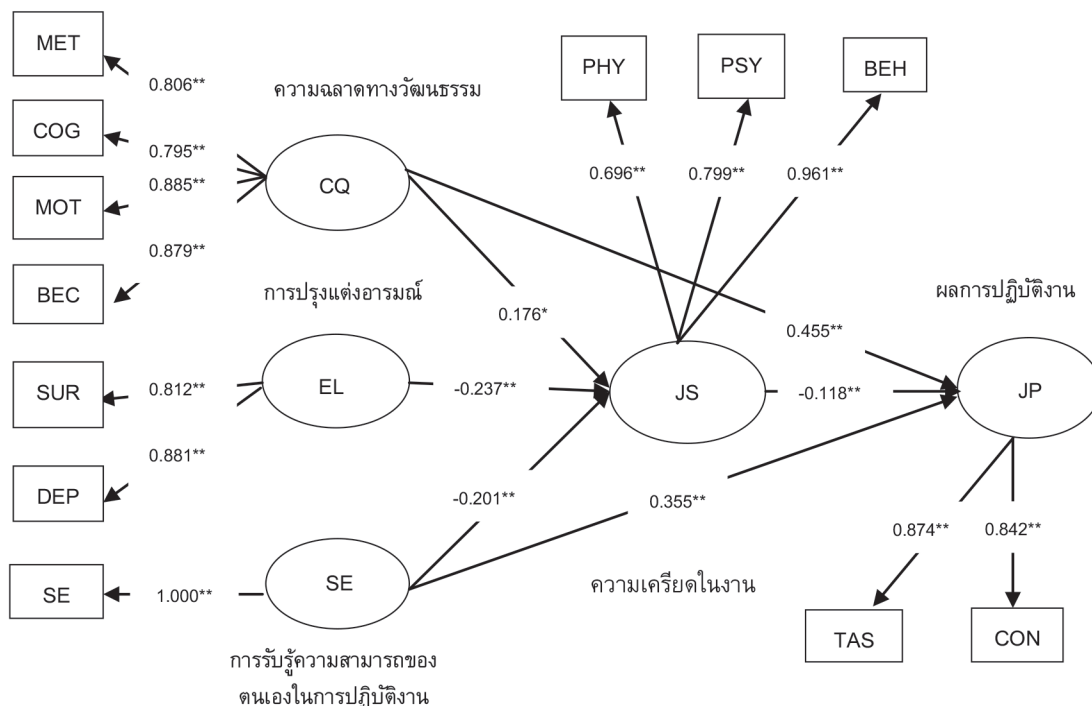 MET
0.806**
COG
0.795**
MOT
0.885**
BEC
0.879**
ความฉลาดทางวัฒนธรรม
CQ
PHY
PSY
BEH
0.696**
0.799**
0.961**
การปรุงแต่งอารมณ์
0.176*
ผลการปฏิบัติงาน
0.455**
SUR
0.812**
EL
-0.237**
JS
-0.118**
JP
DEP
0.881**
-0.201**
0.355**
0.874**
0.842**
SE
1.000**
SE
ความเครียดในงาน
TAS
CON
การรับรู้ความสามารถของ
ตนเองในการปฏิบัติงาน